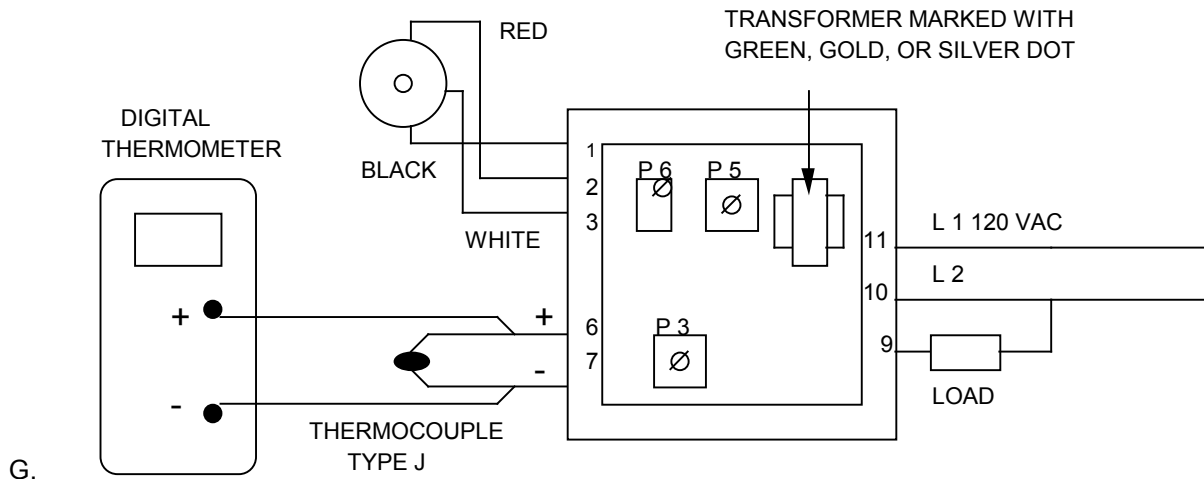 TRANSFORMER MARKED WITH
GREEN, GOLD, OR SILVER DOT
RED
DIGITAL
THERMOMETER
BLACK
WHITE
1
2
3
P 6
P 5
11
L 1 120 VAC
L 2
10
+
+
6
7
P 3
9
-
-
LOAD
THERMOCOUPLE
TYPE J
G.